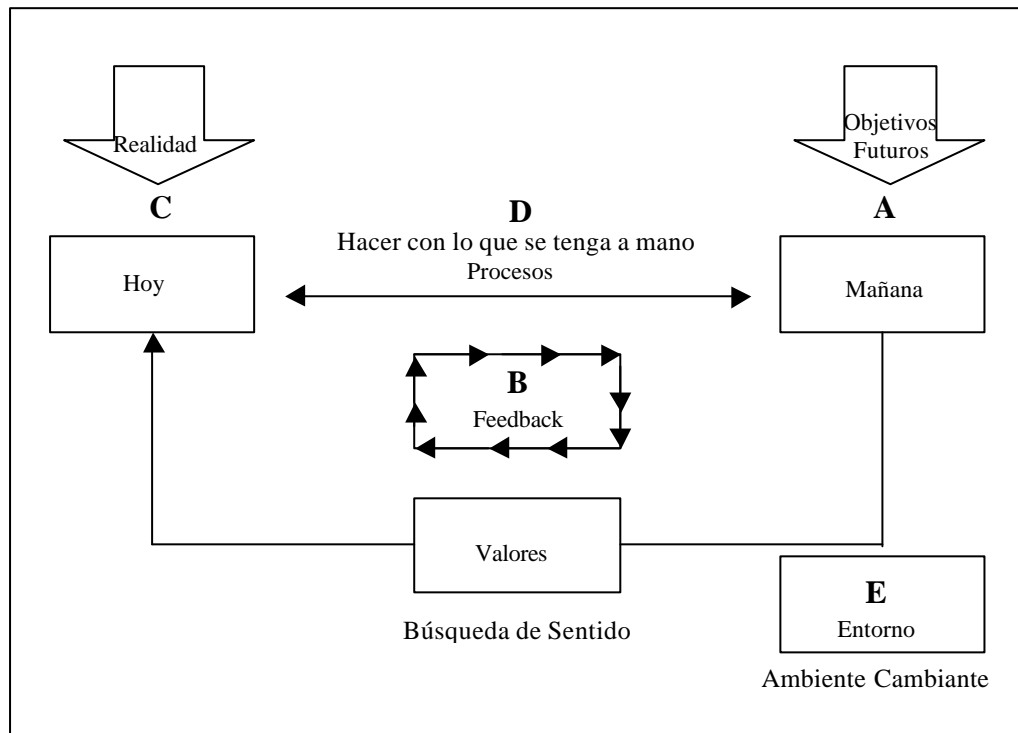 Realidad
Objetivos
Futuros
C
D
A
Hacer con lo que se tenga a mano
Procesos
Hoy
Mañana
B
Feedback
Valores
E
Entorno
Búsqueda de Sentido
Ambiente Cambiante